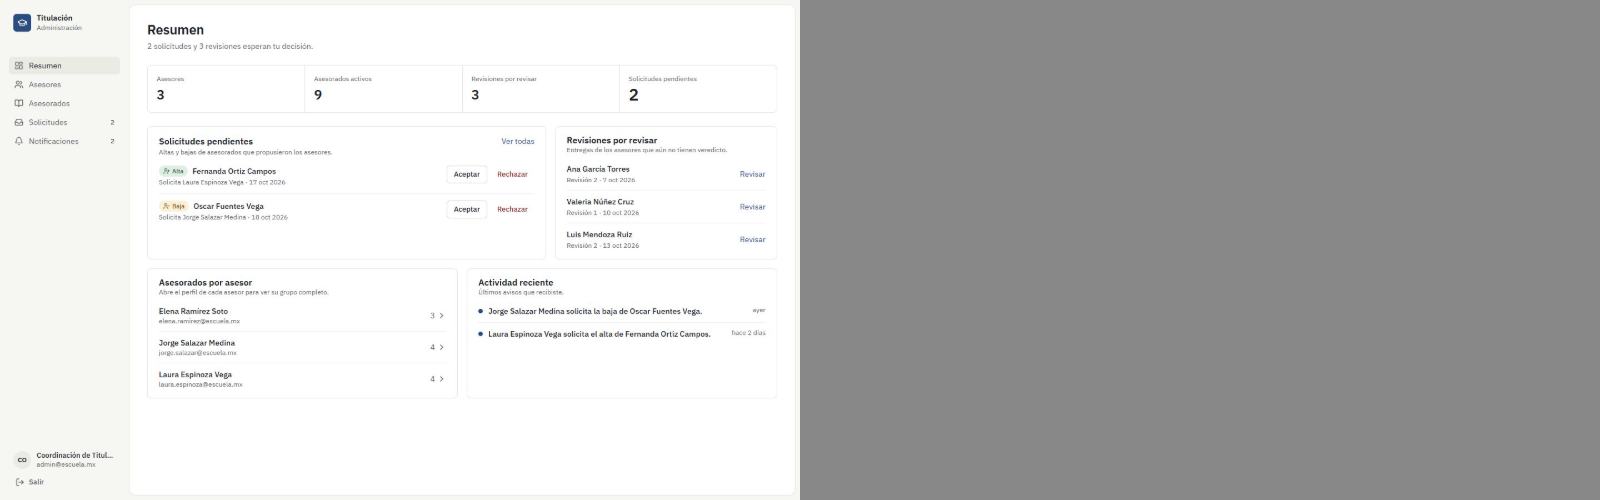 Titulación
Administración
Resumen
Asesores
Asesorados
Solicitudes 2
Notificaciones 2
CO
Coordinación de Titul...
admin@escuela.mx
Salir
Resumen
2 solicitudes y 3 revisiones esperan tu decisión.
Asesores
3
Asesorados activos
9
Revisiones por revisar
3
Solicitudes pendientes
2
Solicitudes pendientes
Ver todas
Altas y bajas de asesorados que propusieron los asesores.
Alta Fernanda Ortiz Campos
Solicita Laura Espinoza Vega · 17 oct 2026
Aceptar Rechazar
Baja Oscar Fuentes Vega
Solicita Jorge Salazar Medina · 18 oct 2026
Aceptar Rechazar
Revisiones por revisar
Entregas de los asesores que aún no tienen veredicto.
Ana García Torres
Revisión 2 · 7 oct 2026
Revisar
Valeria Núñez Cruz
Revisión 1 · 10 oct 2026
Revisar
Luis Mendoza Ruiz
Revisión 2 · 13 oct 2026
Revisar
Asesorados por asesor
Abre el perfil de cada asesor para ver su grupo completo.
Elena Ramírez Soto
elena.ramirez@escuela.mx
3
Jorge Salazar Medina
jorge.salazar@escuela.mx
4
Laura Espinoza Vega
laura.espinoza@escuela.mx
4
Actividad reciente
Últimos avisos que recibiste.
Jorge Salazar Medina solicita la baja de Oscar Fuentes Vega.
ayer
Laura Espinoza Vega solicita el alta de Fernanda Ortiz Campos.
hace 2 días